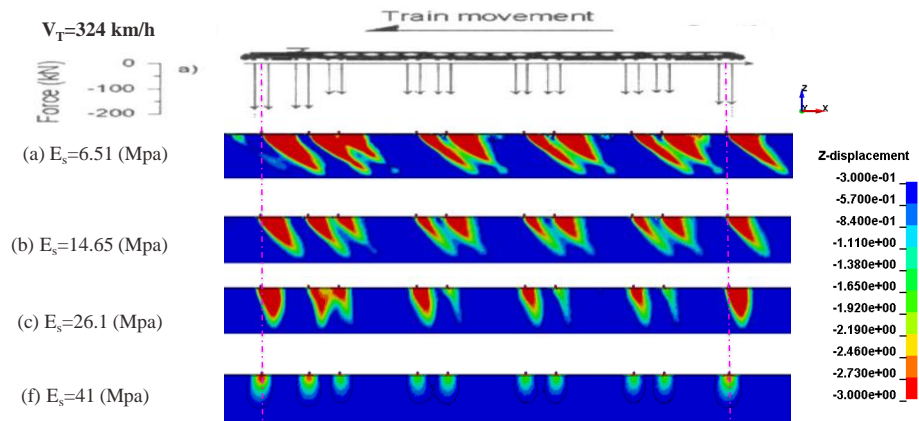 V_T=324 km/h
Train movement
Force (kN)
0
-100
-200
a)
Z
Y
X
(a) E_s=6.51 (Mpa)
(b) E_s=14.65 (Mpa)
(c) E_s=26.1 (Mpa)
(f) E_s=41 (Mpa)
Z-displacement
-3.000e-01
-5.700e-01
-8.400e-01
-1.110e+00
-1.380e+00
-1.650e+00
-1.920e+00
-2.190e+00
-2.460e+00
-2.730e+00
-3.000e+00